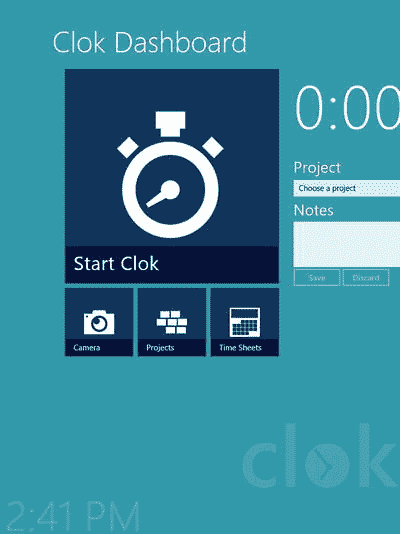 Clok Dashboard
0:00
Project
Choose a project
Notes
Save
Discard
Start Clok
Camera
Projects
Time Sheets
clok
2:41 PM